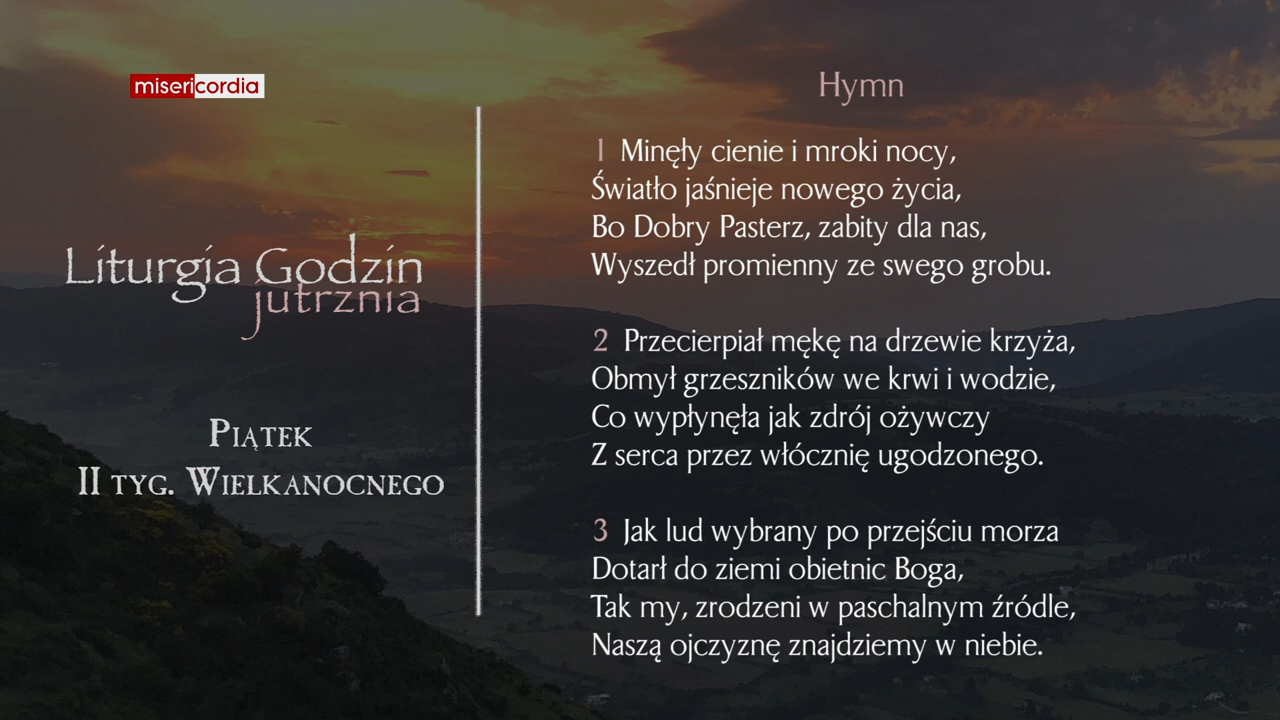 misericordia
Liturgia Godzin
jutrznia
Piątek
II tyg. Wielkanocnego
Hymn
1 Minęły cienie i mroki nocy,
Światło jaśnieje nowego życia,
Bo Dobry Pasterz, zabity dla nas,
Wyszedł promienny ze swego grobu.
2 Przecierpiał mękę na drzewie krzyża,
Obmył grzeszników we krwi i wodzie,
Co wypłynęła jak zdrój ożywczy
Z serca przez włócznię ugodzonego.
3 Jak lud wybrany po przejściu morza
Dotarł do ziemi obietnic Boga,
Tak my, zrodzeni w paschalnym źródle,
Naszą ojczyznę znajdziemy w niebie.